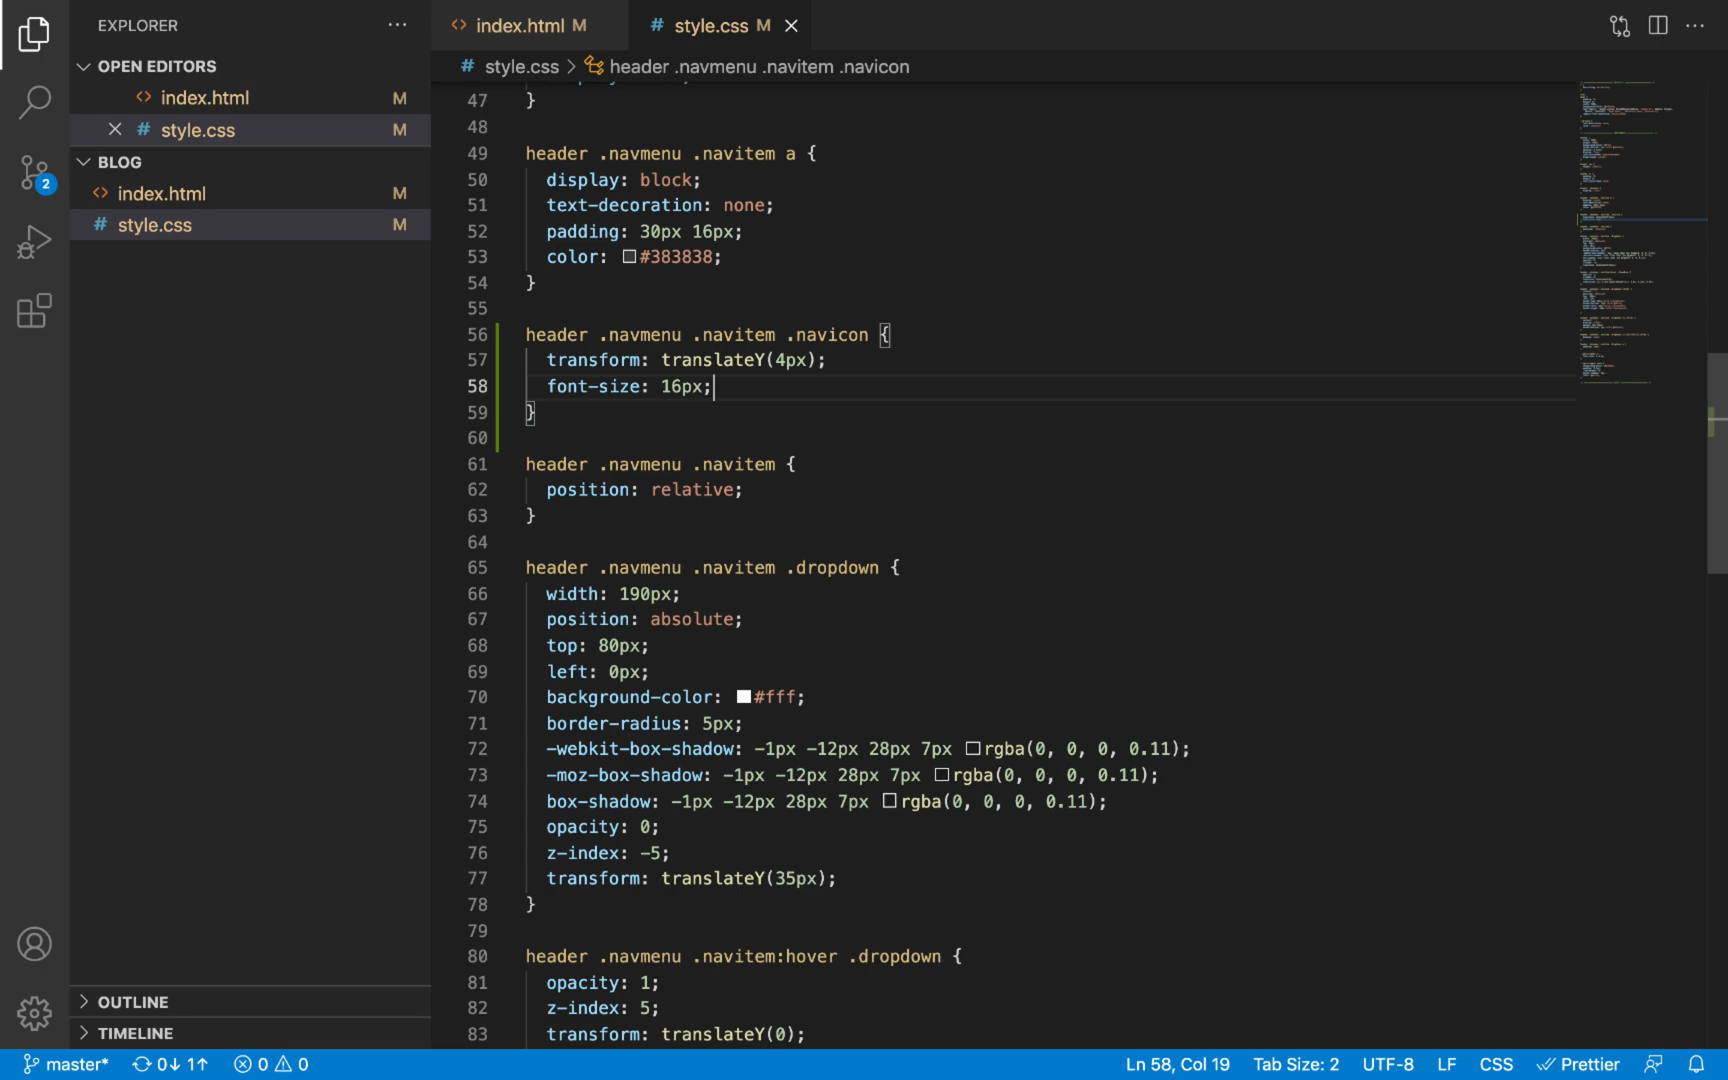 EXPLORER
index.html M
style.css M
OPEN EDITORS
index.html M
style.css M
BLOG
index.html M
style.css M
2
OUTLINE
TIMELINE
style.css > header .navmenu .navitem .navicon
47 }
48
49 header .navmenu .navitem a {
50 display: block;
51 text-decoration: none;
52 padding: 30px 16px;
53 color: #383838;
54 }
55
56 header .navmenu .navitem .navicon {
57 transform: translateY(4px);
58 font-size: 16px;
59 }
60
61 header .navmenu .navitem {
62 position: relative;
63 }
64
65 header .navmenu .navitem .dropdown {
66 width: 190px;
67 position: absolute;
68 top: 80px;
69 left: 0px;
70 background-color: #fff;
71 border-radius: 5px;
72 -webkit-box-shadow: -1px -12px 28px 7px rgba(0, 0, 0, 0.11);
73 -moz-box-shadow: -1px -12px 28px 7px rgba(0, 0, 0, 0.11);
74 box-shadow: -1px -12px 28px 7px rgba(0, 0, 0, 0.11);
75 opacity: 0;
76 z-index: -5;
77 transform: translateY(35px);
78 }
79
80 header .navmenu .navitem:hover .dropdown {
81 opacity: 1;
82 z-index: 5;
83 transform: translateY(0);
master* 0↓ 1↑ 0 0 Ln 58, Col 19 Tab Size: 2 UTF-8 LF CSS Prettier